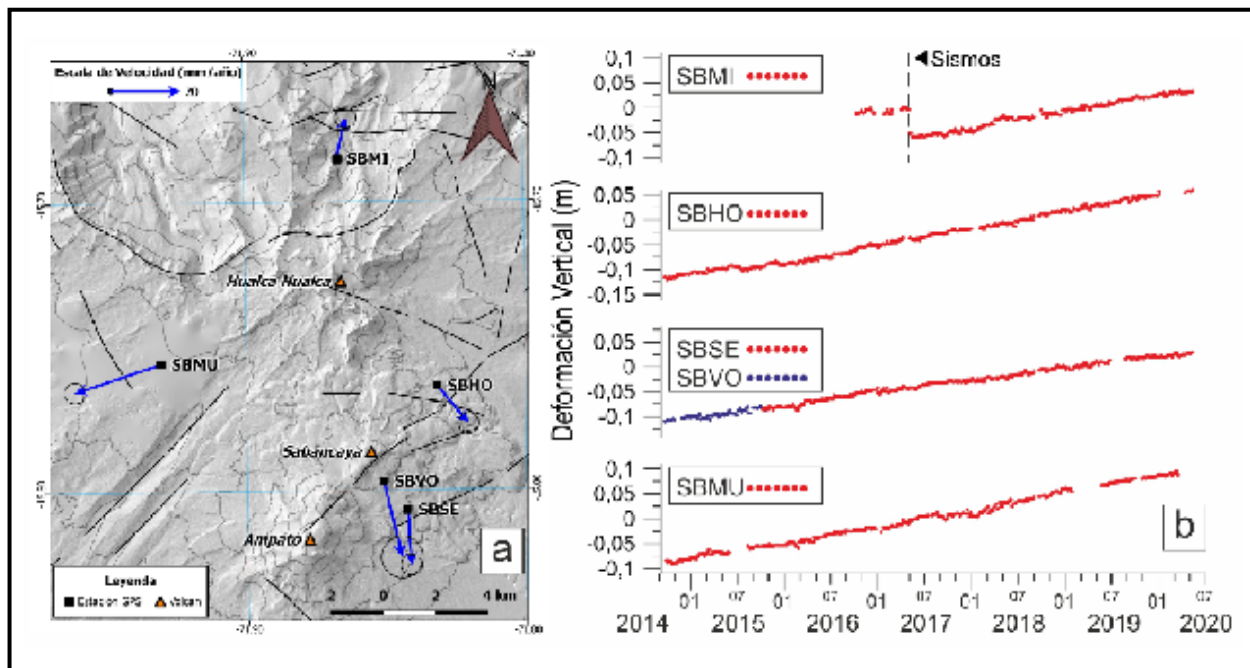 Escala de Velocidad (mm /año)
20
N
SBMI
Hualca Hualca
SBMU
SBHO
Sabancaya
SBVO
SBSE
Ampato
a
Leyenda
Estación GPS
Volcan
2 0 2 4 km
-71.90
Deformación Vertical (m)
0,1
0.05
0
-0.05
-0,1
SBMI
Sismos
0.05
0
-0.05
-0,1
-0,15
SBHO
0.05
0
-0.05
-0,1
SBSE
SBVO
0,1
0.05
0
-0.05
-0,1
SBMU
b
01 07 01 07 01 07 01 07 01 07 01 07
2014 2015 2016 2017 2018 2019 2020